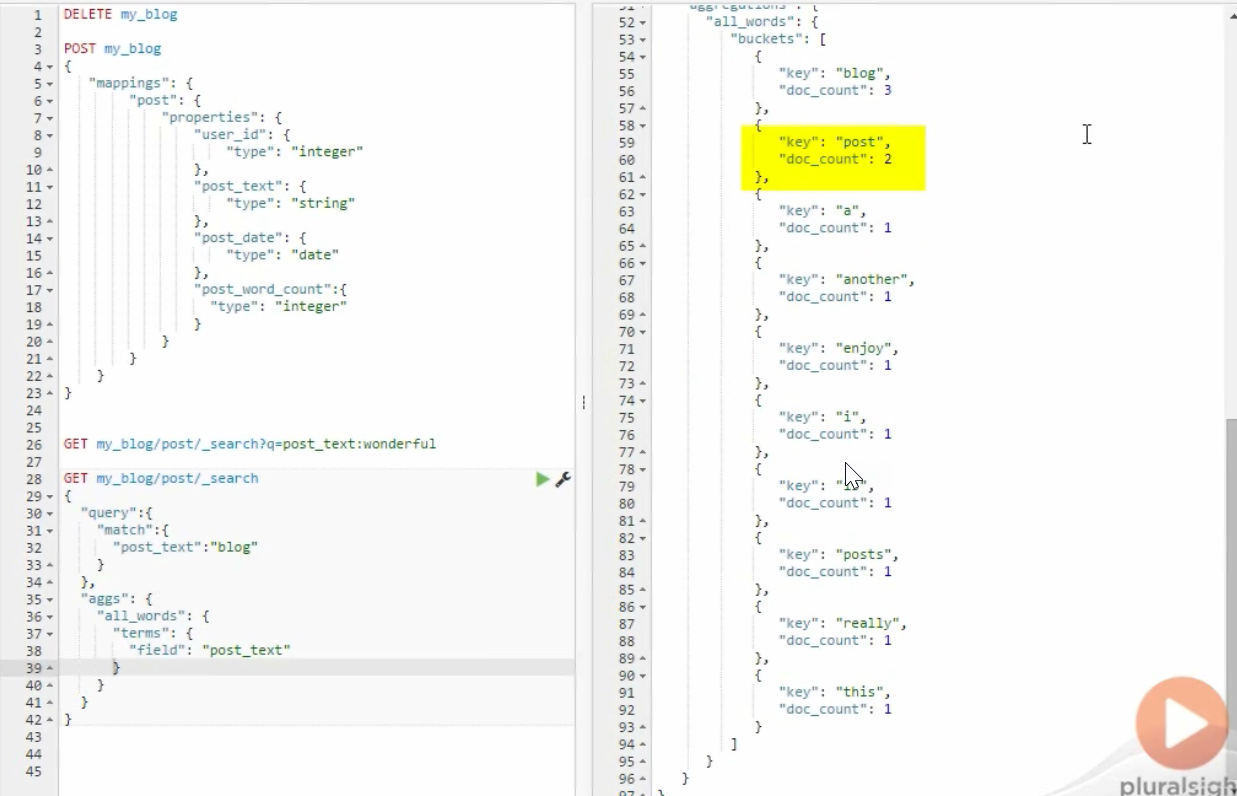 1 DELETE my_blog
2
3 POST my_blog
4 {
5 "mappings": {
6 "post": {
7 "properties": {
8 "user_id": {
9 "type": "integer"
10 },
11 "post_text": {
12 "type": "string"
13 },
14 "post_date": {
15 "type": "date"
16 },
17 "post_word_count":{
18 "type": "integer"
19 }
20 }
21 }
22 }
23 }
24
25
26 GET my_blog/post/_search?q=post_text:wonderful
27
28 GET my_blog/post/_search
29 {
30 "query":{
31 "match":{
32 "post_text":"blog"
33 }
34 },
35 "aggs": {
36 "all_words": {
37 "terms": {
38 "field": "post_text"
39 }
40 }
41 }
42 }
43
44
45
51 "aggregations": {
52 "all_words": {
53 "buckets": [
54 {
55 "key": "blog",
56 "doc_count": 3
57 },
58 {
59 "key": "post",
60 "doc_count": 2
61 },
62 {
63 "key": "a",
64 "doc_count": 1
65 },
66 {
67 "key": "another",
68 "doc_count": 1
69 },
70 {
71 "key": "enjoy",
72 "doc_count": 1
73 },
74 {
75 "key": "i",
76 "doc_count": 1
77 },
78 {
79 "key":
80 "doc_count": 1
81 },
82 {
83 "key": "posts",
84 "doc_count": 1
85 },
86 {
87 "key": "really",
88 "doc_count": 1
89 },
90 {
91 "key": "this",
92 "doc_count": 1
93 }
94 ]
95 }
96 }
97 }
pluralsigh